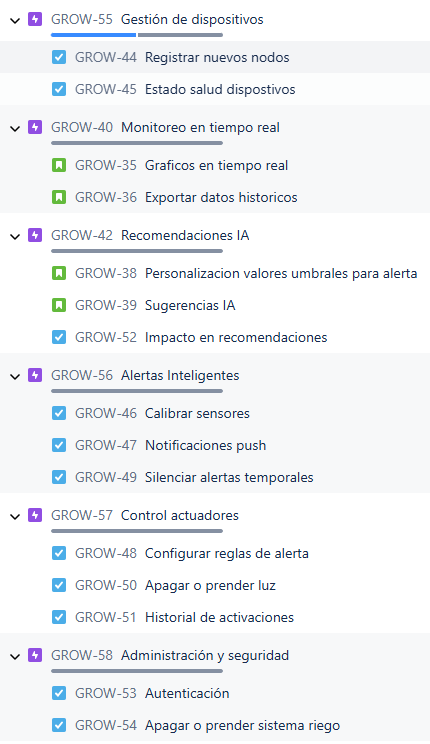 GROW-55 Gestión de dispositivos
GROW-44 Registrar nuevos nodos
GROW-45 Estado salud dispostivos
GROW-40 Monitoreo en tiempo real
GROW-35 Graficos en tiempo real
GROW-36 Exportar datos historicos
GROW-42 Recomendaciones IA
GROW-38 Personalizacion valores umbrales para alerta
GROW-39 Sugerencias IA
GROW-52 Impacto en recomendaciones
GROW-56 Alertas Inteligentes
GROW-46 Calibrar sensores
GROW-47 Notificaciones push
GROW-49 Silenciar alertas temporales
GROW-57 Control actuadores
GROW-48 Configurar reglas de alerta
GROW-50 Apagar o prender luz
GROW-51 Historial de activaciones
GROW-58 Administración y seguridad
GROW-53 Autenticación
GROW-54 Apagar o prender sistema riego